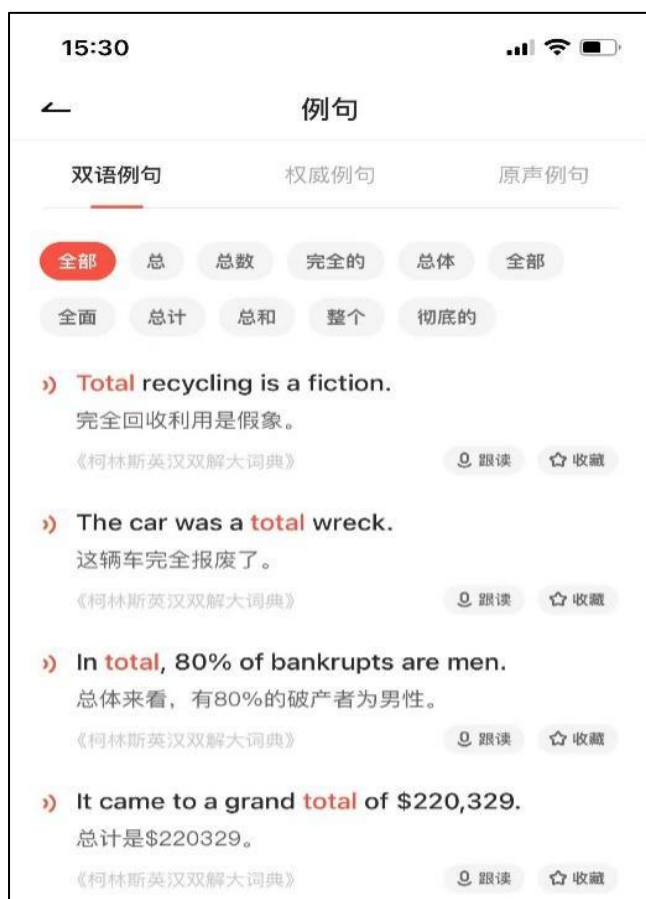 15:30
例句
双语例句 权威例句 原声例句
全部 总 总数 完全的 总体 全部
全面 总计 总和 整个 彻底的
Total recycling is a fiction.
完全回收利用是假象。
《柯林斯英汉双解大词典》 跟读 收藏
The car was a total wreck.
这辆车完全报废了。
《柯林斯英汉双解大词典》 跟读 收藏
In total, 80% of bankrupts are men.
总体来看，有80%的破产者为男性。
《柯林斯英汉双解大词典》 跟读 收藏
It came to a grand total of $220,329.
总计是$220329。
《柯林斯英汉双解大词典》 跟读 收藏